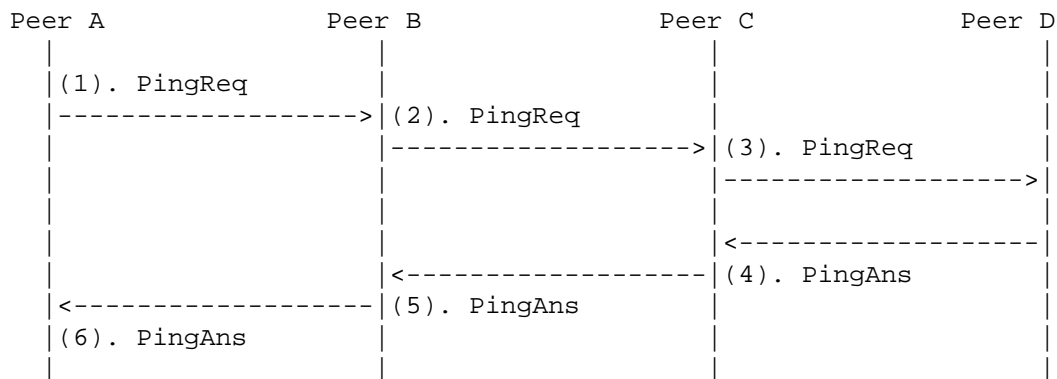 Peer A Peer B Peer C Peer D
(1). PingReq
(2). PingReq
(3). PingReq
(4). PingAns
(5). PingAns
(6). PingAns